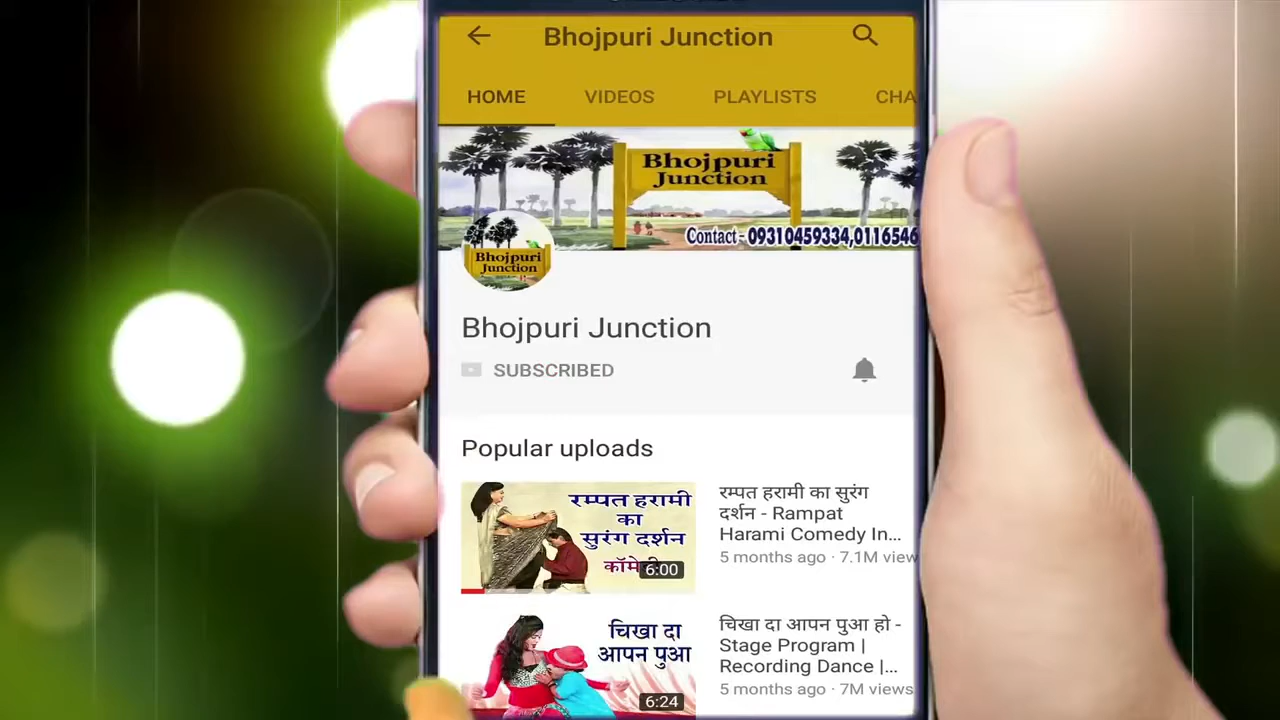 Bhojpuri Junction
HOME VIDEOS PLAYLISTS CHA
Bhojpuri
Junction
Contact - 09310459334,0116546
Bhojpuri
Junction
Bhojpuri Junction
SUBSCRIBED
Popular uploads
रम्पत हरामी
का
सुरंग दर्शन
6:00
रम्पत हरामी का सुरंग
दर्शन - Rampat
Harami Comedy In...
5 months ago · 7.1M view
चिखा दा
आपन पुआ
6:24
चिखा दा आपन पुआ हो -
Stage Program |
Recording Dance |...
5 months ago · 7M views